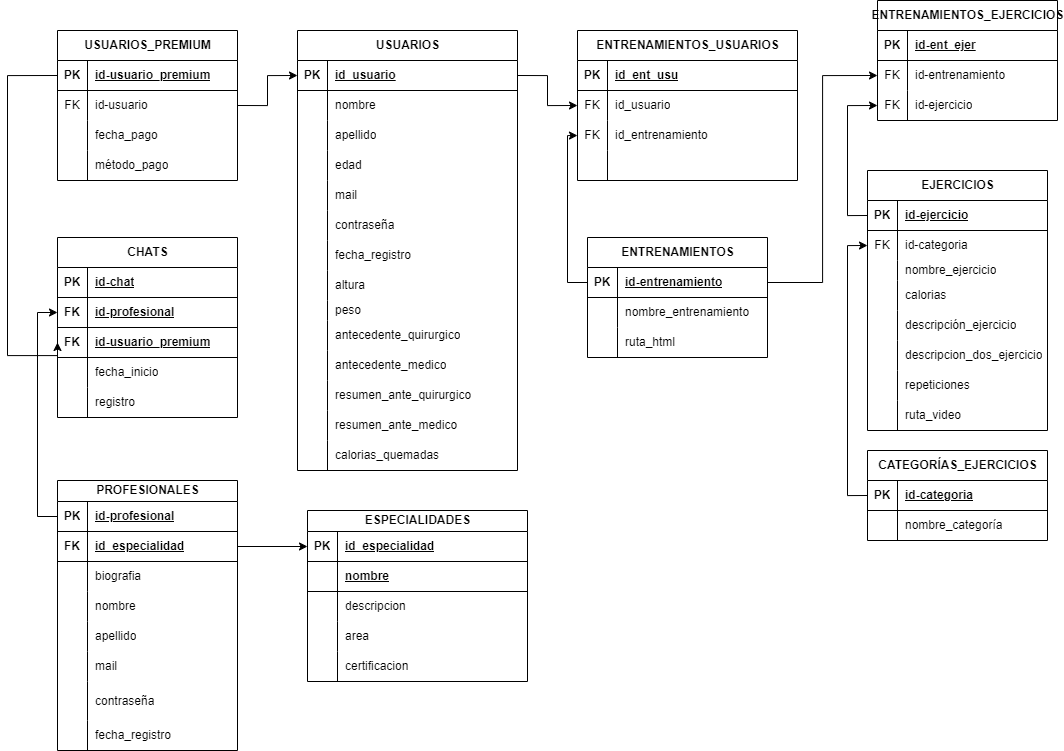 USUARIOS_PREMIUM
PK id-usuario_premium
FK id-usuario
fecha_pago
método_pago
USUARIOS
PK id_usuario
nombre
apellido
edad
mail
contraseña
fecha_registro
altura
peso
antecedente_quirurgico
antecedente_medico
resumen_ante_quirurgico
resumen_ante_medico
calorias_quemadas
ENTRENAMIENTOS_USUARIOS
PK id_ent_usu
FK id_usuario
FK id_entrenamiento
ENTRENAMIENTOS_EJERCICIOS
PK id-ent_ejer
FK id-entrenamiento
FK id-ejercicio
CHATS
PK id-chat
FK id-profesional
FK id-usuario_premium
fecha_inicio
registro
ENTRENAMIENTOS
PK id-entrenamiento
nombre_entrenamiento
ruta_html
EJERCICIOS
PK id-ejercicio
FK id-categoria
nombre_ejercicio
calorias
descripción_ejercicio
descripcion_dos_ejercicio
repeticiones
ruta_video
CATEGORÍAS_EJERCICIOS
PK id-categoria
nombre_categoría
PROFESIONALES
PK id-profesional
FK id_especialidad
biografia
nombre
apellido
mail
contraseña
fecha_registro
ESPECIALIDADES
PK id_especialidad
nombre
descripcion
area
certificacion